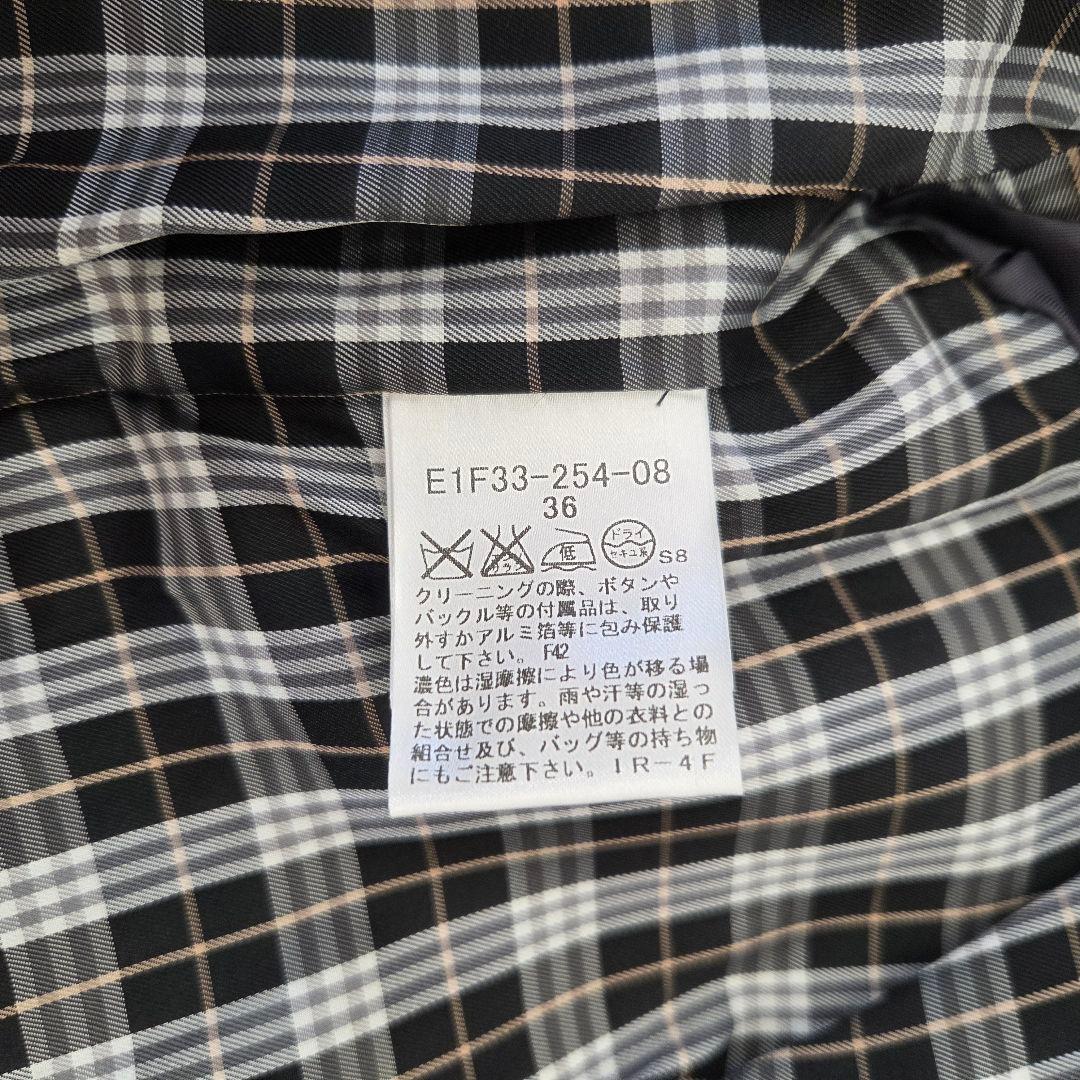 E1F33-254-08
36
エンソ
サラシ
低
ドライ
セキユ系
S8
クリーニングの際、ボタンや
バックル等の付属品は、取り
外すかアルミ箔等に包み保護
して下さい。 F42
濃色は湿摩擦により色が移る場
合があります。雨や汗等の湿っ
た状態での摩擦や他の衣料との
組合せ及び、バッグ等の持ち物
にもご注意下さい。 IR-4F